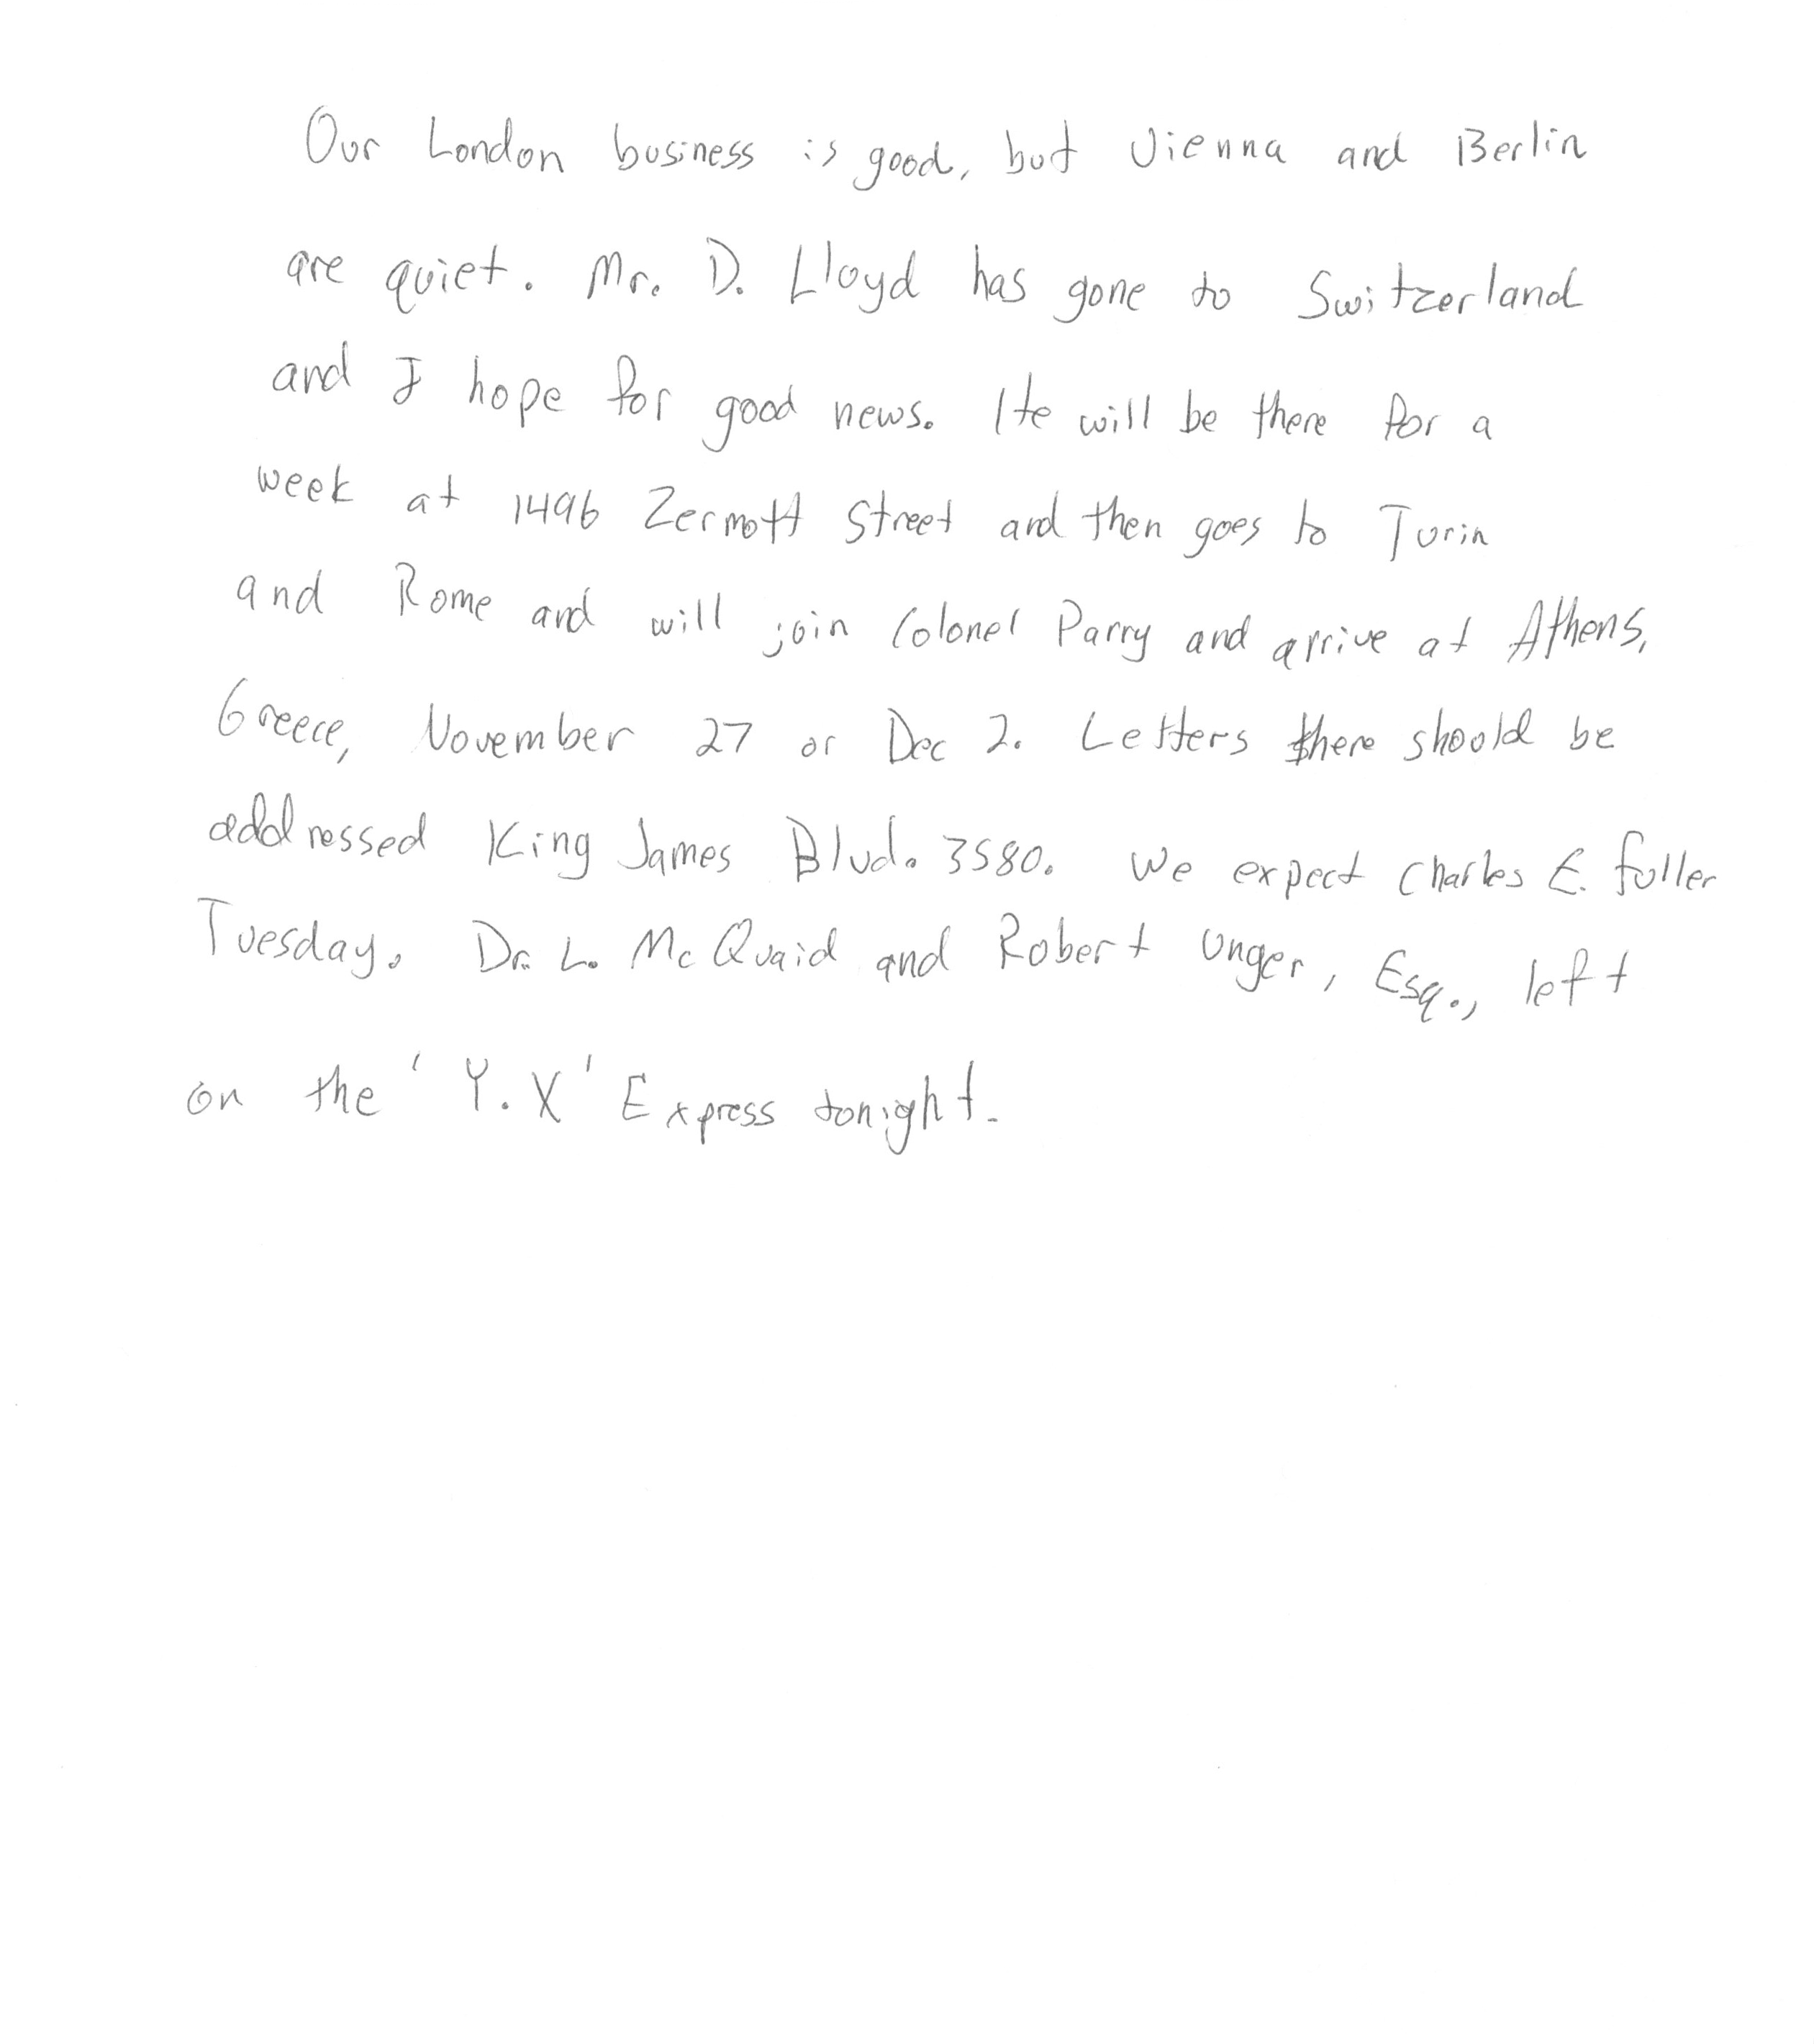 Our London business is good, but Vienna and Berlin
are quiet. Mr. D. Lloyd has gone to Switzerland
and I hope for good news. He will be there for a
week at 1496 Zermott Street and then goes to Turin
and Rome and will join Colonel Parry and arrive at Athens,
Greece, November 27 or Dec 2. Letters there should be
addressed King James Blvd. 3580. We expect Charles E. Fuller
Tuesday. Dr. L. McQuaid and Robert Unger, Esq., left
on the 'Y.X' Express tonight.